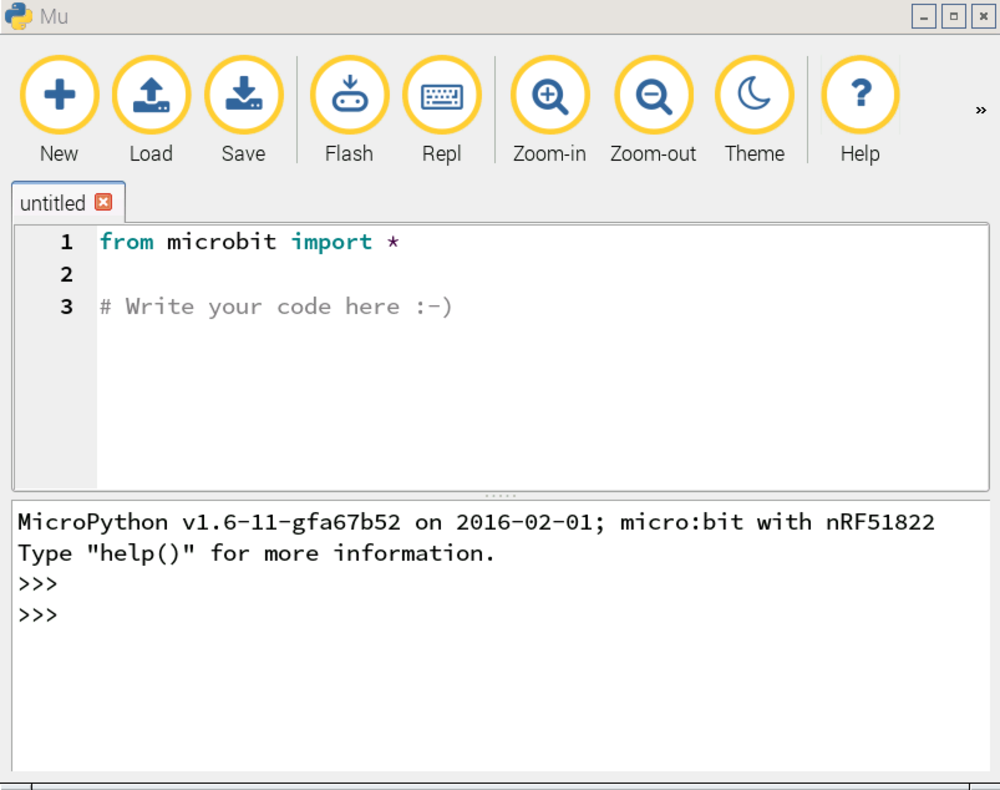 Mu
New Load Save Flash Repl Zoom-in Zoom-out Theme Help
»
untitled
1 from microbit import *
2
3 # Write your code here :-)
MicroPython v1.6-11-gfa67b52 on 2016-02-01; micro:bit with nRF51822
Type "help()" for more information.
>>>
>>>